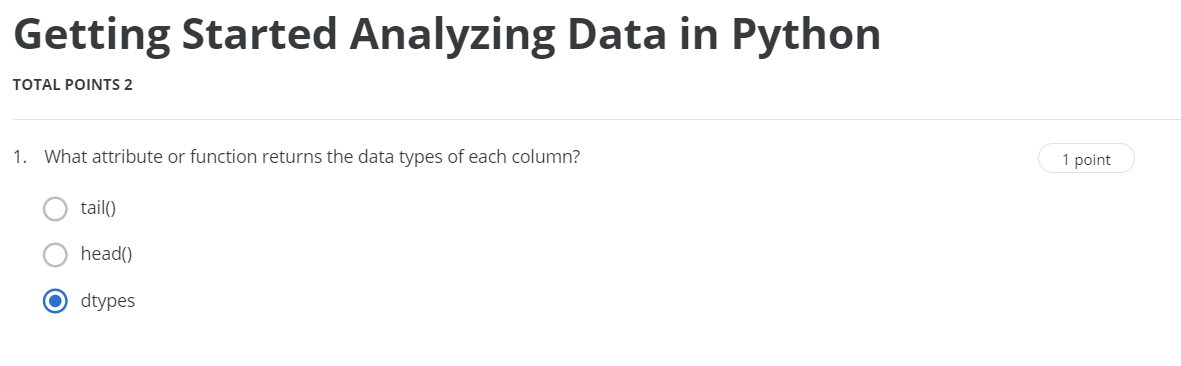 Getting Started Analyzing Data in Python
TOTAL POINTS 2
1. What attribute or function returns the data types of each column?
1 point
tail()
head()
dtypes